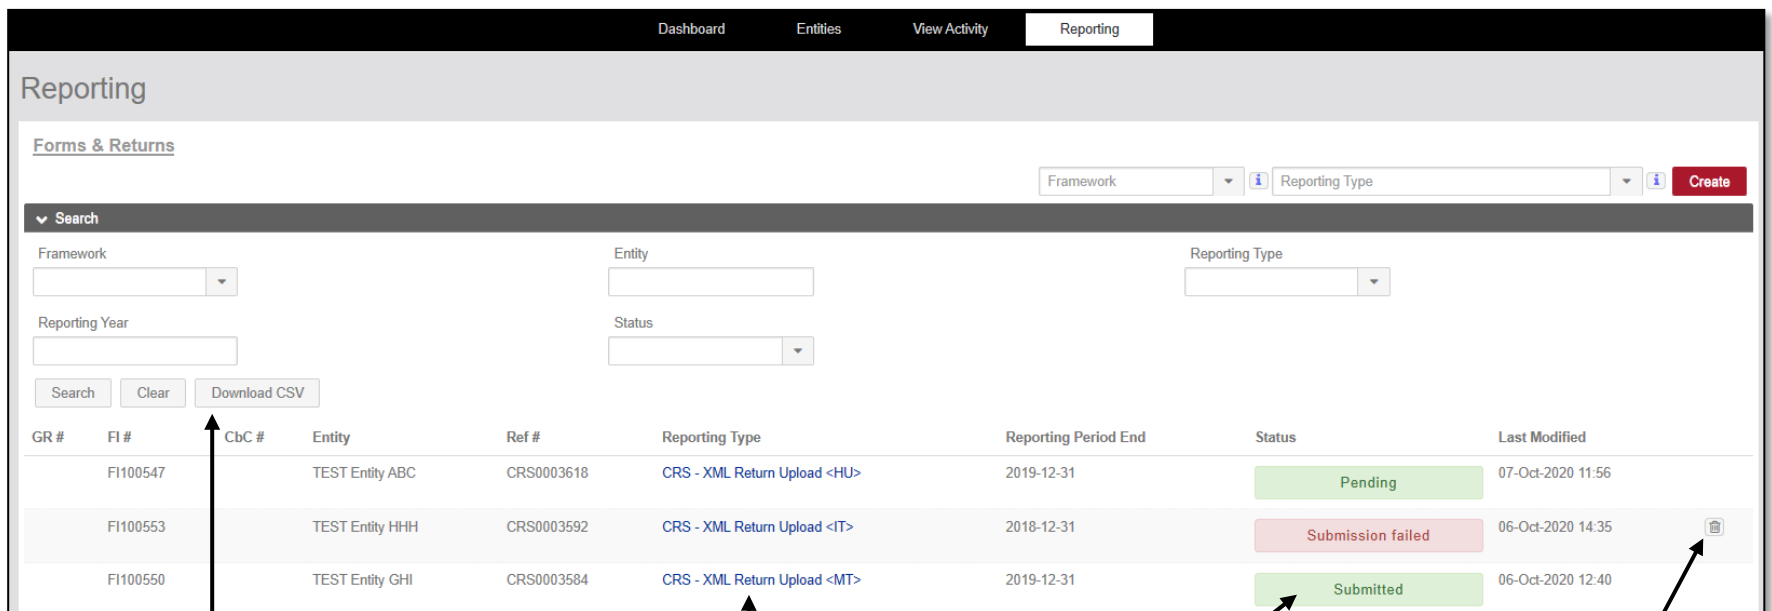 Dashboard Entities View Activity Reporting
Reporting
Forms & Returns
Framework i Reporting Type i Create
Search
Framework Entity Reporting Type
Reporting Year Status
Search Clear Download CSV
GR # FI # CbC # Entity Ref # Reporting Type Reporting Period End Status Last Modified
FI100547 TEST Entity ABC CRS0003618 CRS - XML Return Upload <HU> 2019-12-31 Pending 07-Oct-2020 11:56
FI100553 TEST Entity HHH CRS0003592 CRS - XML Return Upload <IT> 2018-12-31 Submission failed 06-Oct-2020 14:35
FI100550 TEST Entity GHI CRS0003584 CRS - XML Return Upload <MT> 2019-12-31 Submitted 06-Oct-2020 12:40